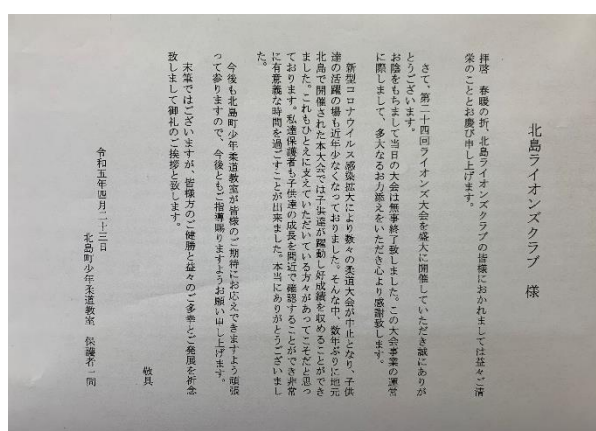 北島ライオンズクラブ　様
拝啓　春暖の折、北島ライオンズクラブの皆様におかれましては益々ご清
栄のこととお慶び申し上げます。
さて、第二十四回ライオンズ大会を盛大に開催していただき誠にありが
とうございます。
お陰をもちまして当日の大会は無事終了致しました。この大会事業の運営
に際しまして、多大なるお力添えをいただき心より感謝致します。
新型コロナウイルス感染拡大により数々の柔道大会が中止となり、子供
達の活躍の場も近年少なくなっておりました。そんな中、数年ぶりに地元
北島で開催された本大会では子供達が躍動し好成績を収めることができ
ました。これもひとえに支えていただいている方々があってこそだと思っ
ております。私達保護者も子供達の成長を間近で確認することができ非常
に有意義な時間を過ごすことが出来ました。本当にありがとうございまし
た。
今後も北島町少年柔道教室が皆様のご期待にお応えできますよう頑張
って参りますので、今後ともご指導賜りますようお願い申し上げます。
末筆ではございますが、皆様方のご健勝と益々のご多幸とご発展を祈念
致しまして御礼のご挨拶と致します。
敬具
令和五年四月二十三日
北島町少年柔道教室　保護者一同